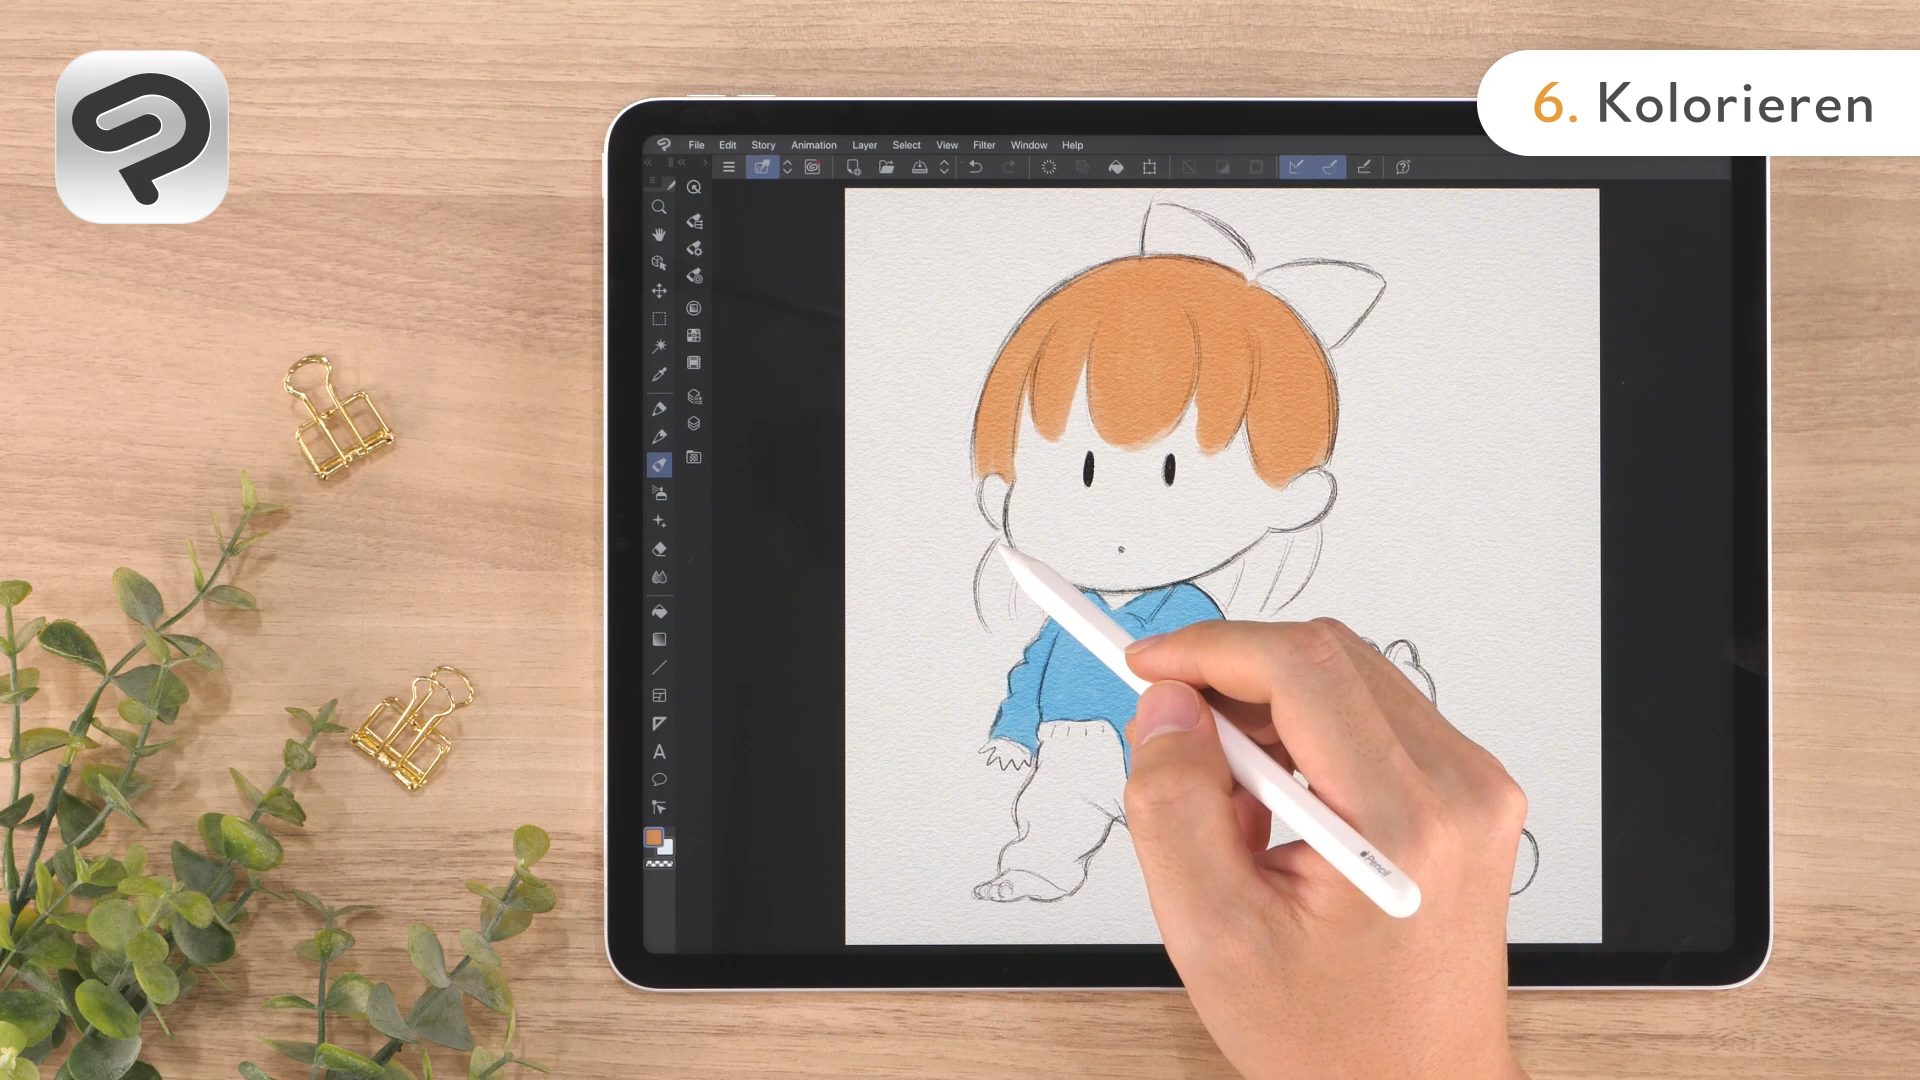 6. Kolorieren
File Edit Story Animation Layer Select View Filter Window Help
A
Pencil